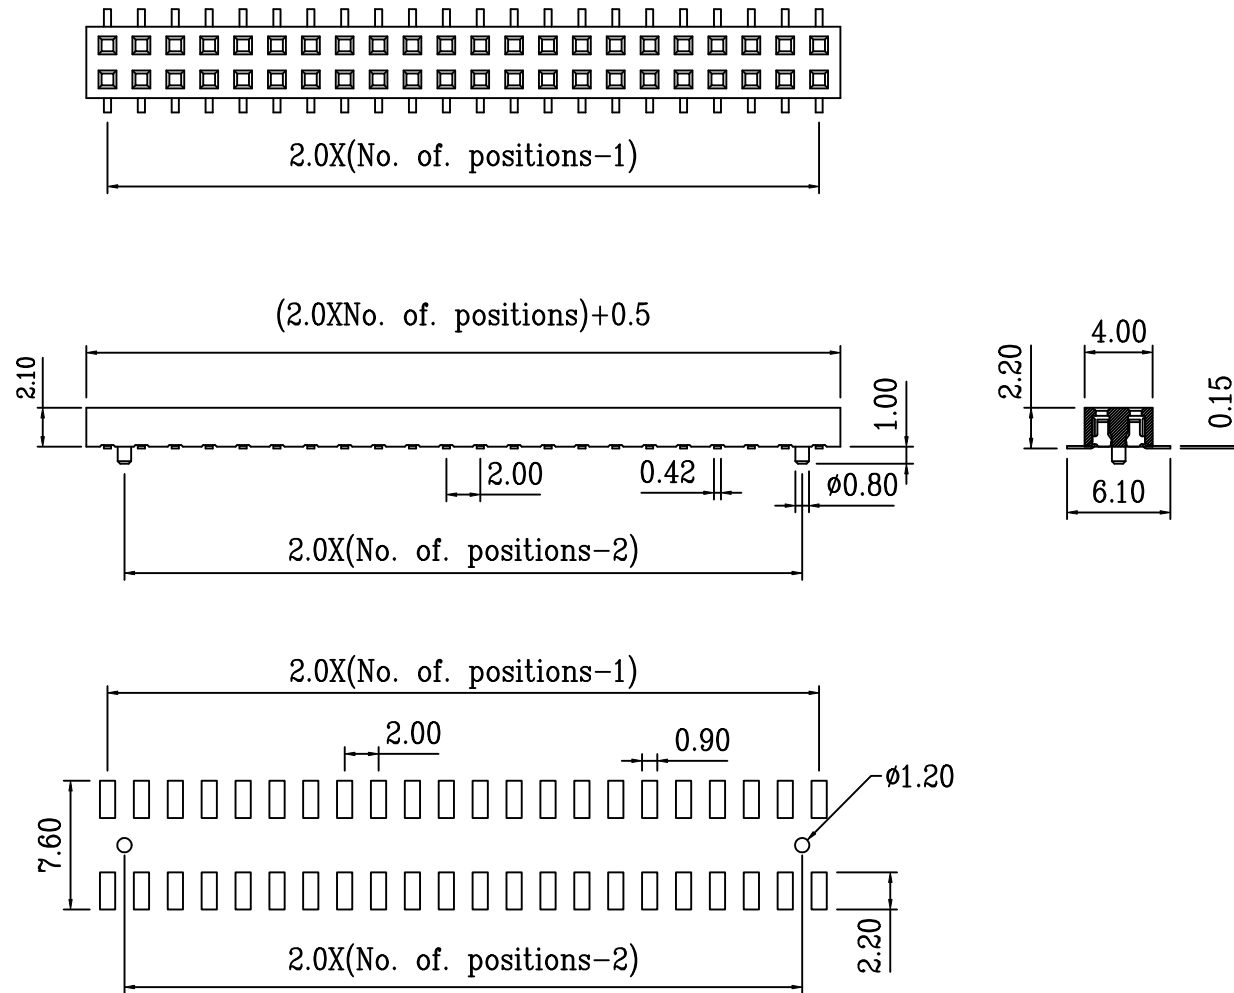 2.0X(No. of. positions-1)
(2.0XNo. of. positions)+0.5
2.10
1.00
2.00
0.42
ø0.80
2.0X(No. of. positions-2)
4.00
2.20
0.15
6.10
2.0X(No. of. positions-1)
2.00
0.90
ø1.20
7.60
2.20
2.0X(No. of. positions-2)